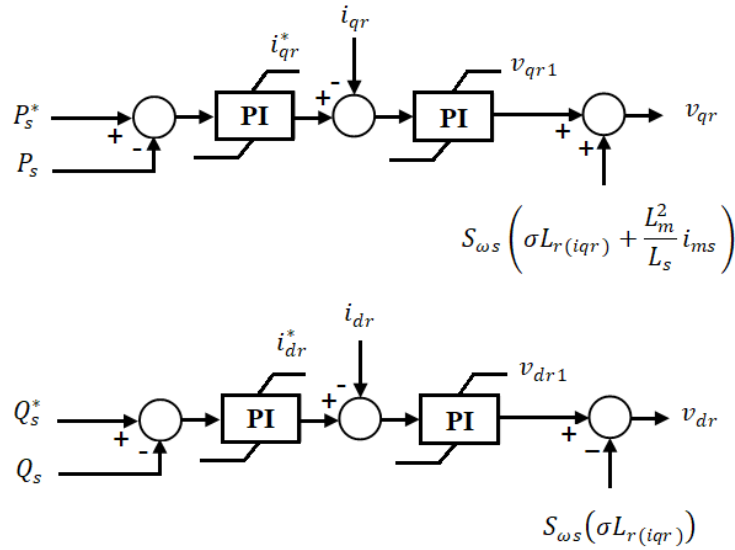 i*qr
iqr
vqr1
P*s
+
-
PI
+
-
PI
+
+
vqr
Ps
Sωs (σLr(iqr) + L²m/Ls ims)
i*dr
idr
vdr1
Q*s
+
-
PI
+
-
PI
+
−
vdr
Qs
Sωs(σLr(iqr))